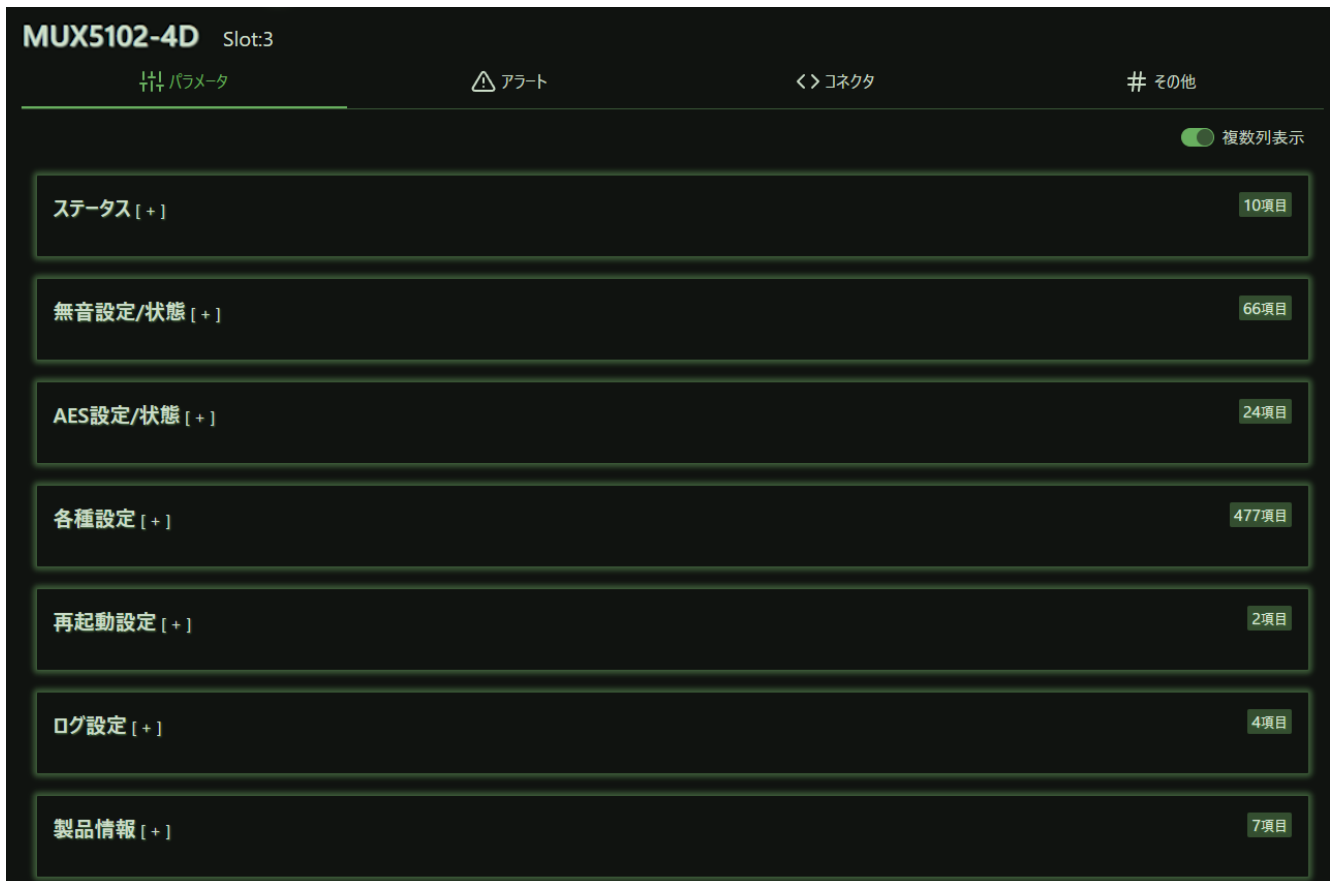 MUX5102-4D Slot:3
パラメータ アラート コネクタ その他
複数列表示
ステータス [ + ] 10項目
無音設定/状態 [ + ] 66項目
AES設定/状態 [ + ] 24項目
各種設定 [ + ] 477項目
再起動設定 [ + ] 2項目
ログ設定 [ + ] 4項目
製品情報 [ + ] 7項目